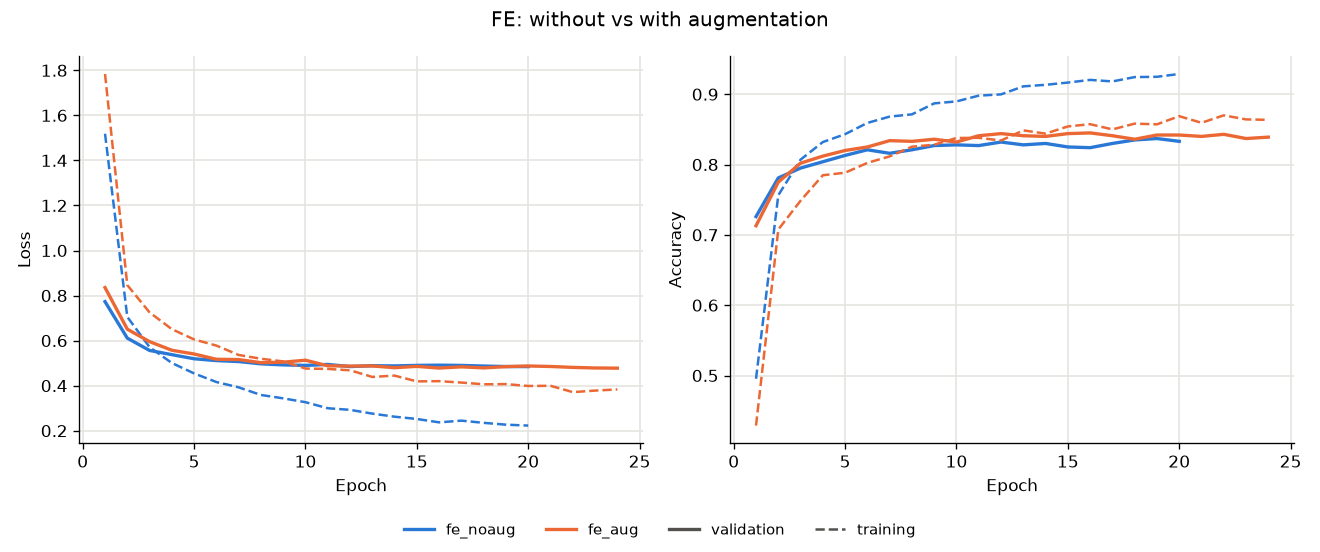 FE: without vs with augmentation
1.8
1.6
1.4
1.2
1.0
0.8
0.6
0.4
0.2
Loss
0 5 10 15 20 25
Epoch
0.9
0.8
0.7
0.6
0.5
Accuracy
0 5 10 15 20 25
Epoch
fe_noaug fe_aug validation training